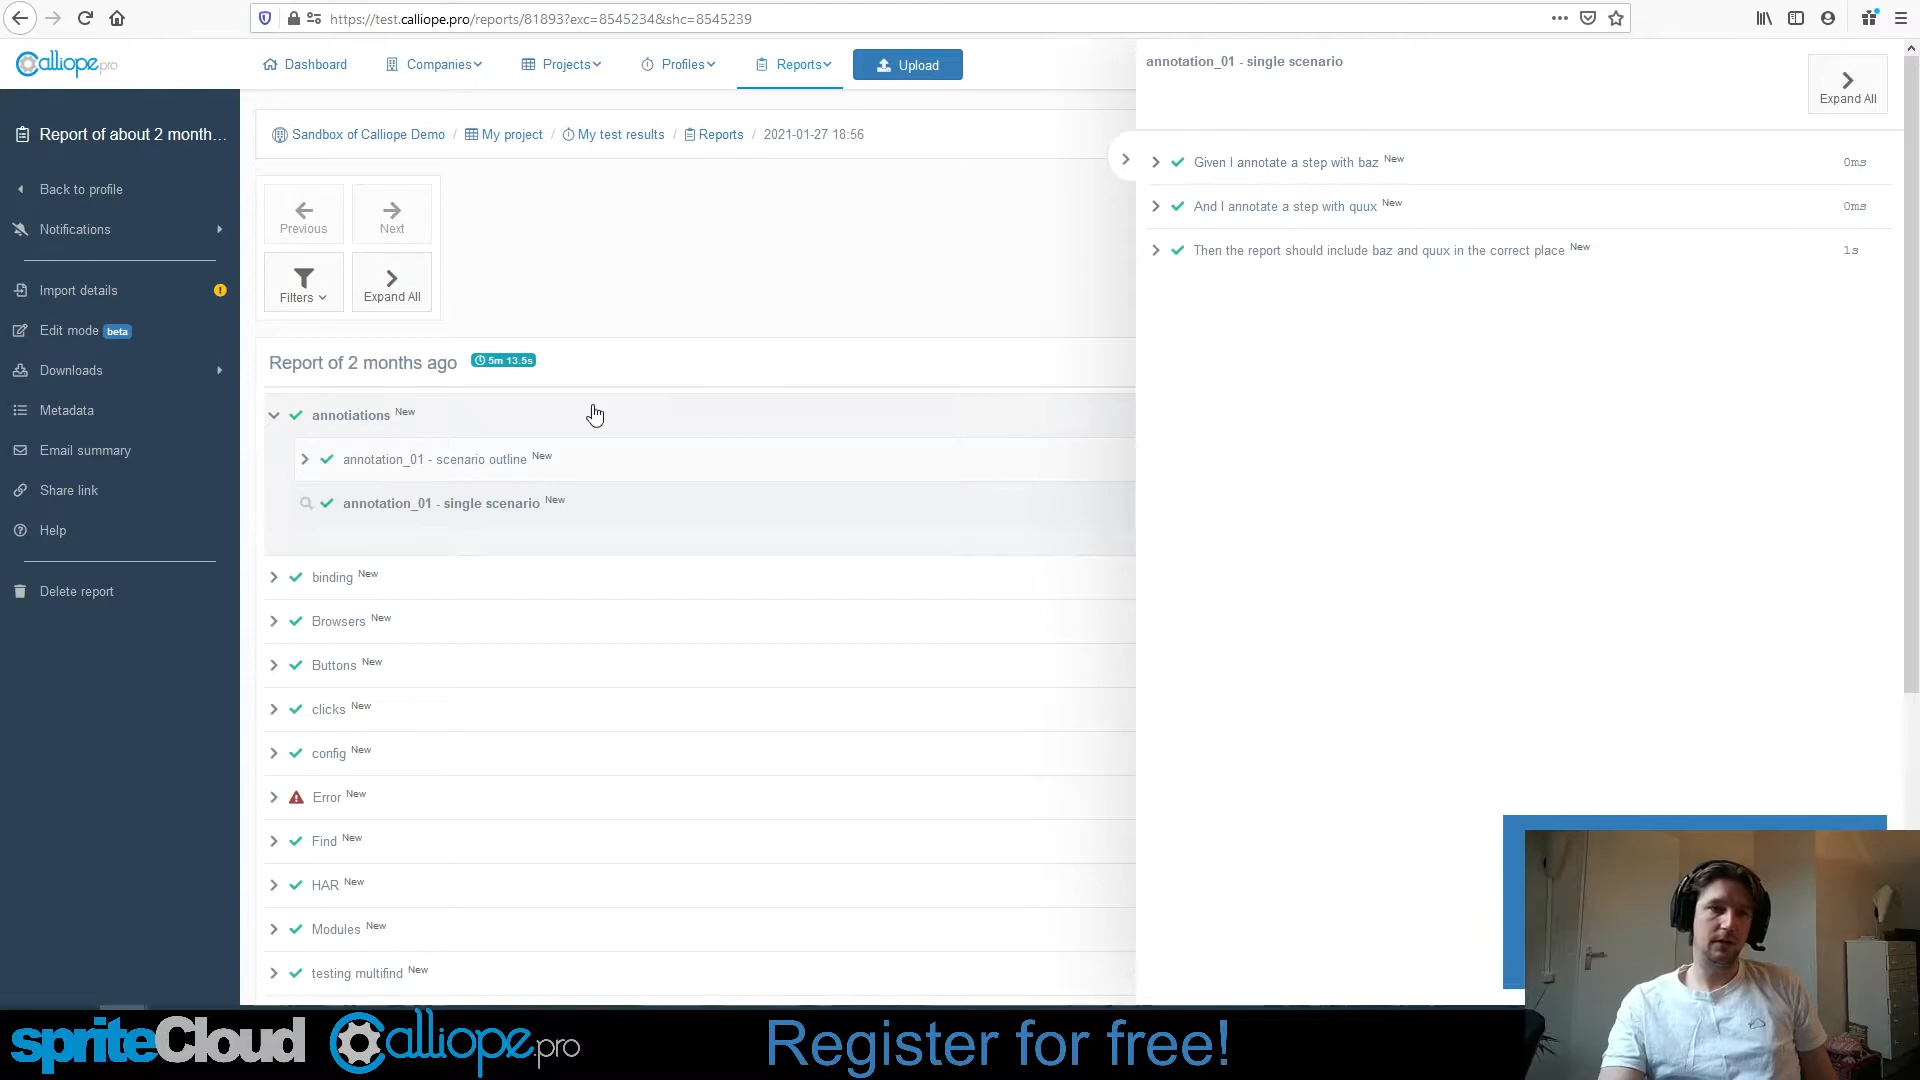 https://test.calliope.pro/reports/81893?exc=8545234&shc=8545239
Calliope.pro
Dashboard
Companies
Projects
Profiles
Reports
Upload
Report of about 2 month...
Back to profile
Notifications
Import details
Edit mode beta
Downloads
Metadata
Email summary
Share link
Help
Delete report
Sandbox of Calliope Demo / My project / My test results / Reports / 2021-01-27 18:56
Previous
Next
Filters
Expand All
Report of 2 months ago 5m 13.5s
annotiations New
annotation_01 - scenario outline New
annotation_01 - single scenario New
binding New
Browsers New
Buttons New
clicks New
config New
Error New
Find New
HAR New
Modules New
testing multifind New
annotation_01 - single scenario
Expand All
Given I annotate a step with baz New 0ms
And I annotate a step with quux New 0ms
Then the report should include baz and quux in the correct place New 1s
spriteCloud Calliope.pro Register for free!